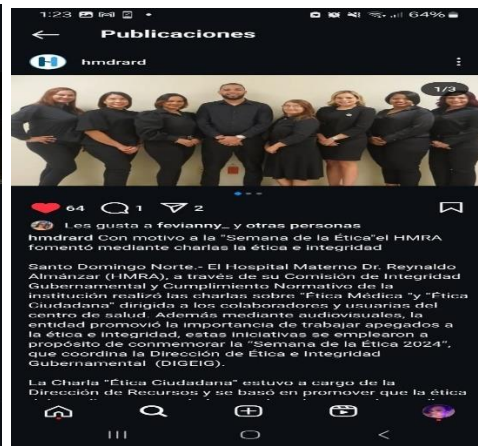 1:23
64%
Publicaciones
hmdrard
1/3
64 1 2
Les gusta a fevianny_ y otras personas
hmdrard Con motivo a la "Semana de la Ética"el HMRA
fomentó mediante charlas la ética e integridad
Santo Domingo Norte.- El Hospital Materno Dr. Reynaldo
Almánzar (HMRA), a través de su Comisión de Integridad
Gubernamental y Cumplimiento Normativo de la
institución realizó las charlas sobre "Ética Médica "y "Ética
Ciudadana" dirigida a los colaboradores y usuarias del
centro de salud. Además mediante audiovisuales, la
entidad promovió la importancia de trabajar apegados a
la ética e integridad, estas iniciativas se emplearon a
propósito de conmemorar la "Semana de la Ética 2024",
que coordina la Dirección de Ética e Integridad
Gubernamental (DIGEIG).
La Charla "Ética Ciudadana" estuvo a cargo de la
Dirección de Recursos y se basó en promover que la ética